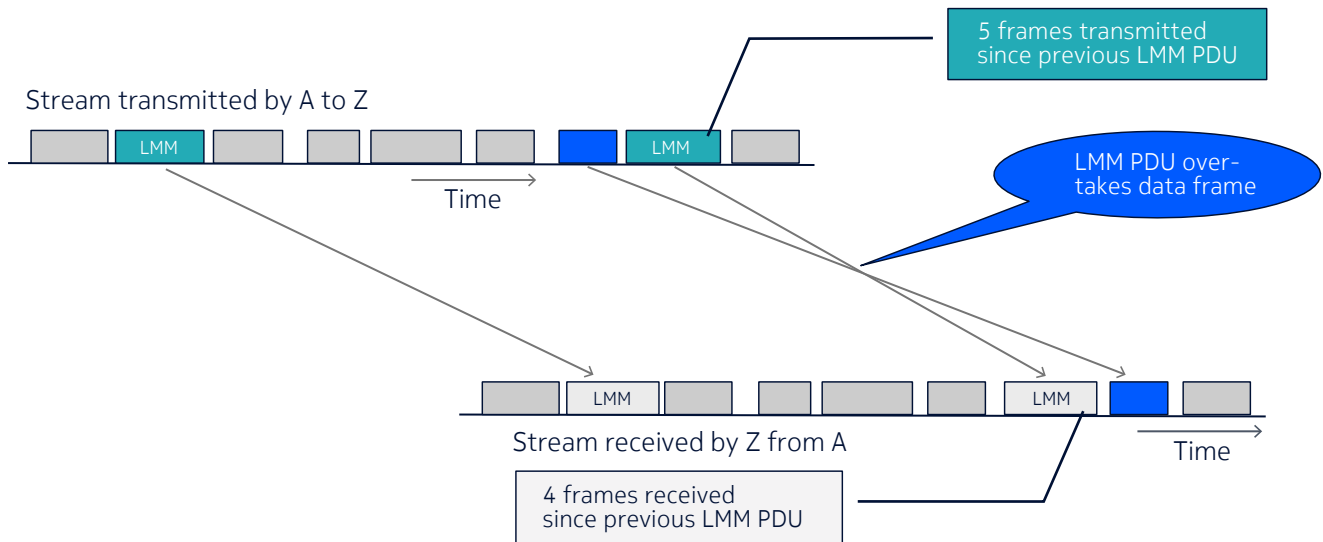 5 frames transmitted
since previous LMM PDU
Stream transmitted by A to Z
LMM
LMM
Time
LMM PDU over-
takes data frame
LMM
LMM
Stream received by Z from A
Time
4 frames received
since previous LMM PDU